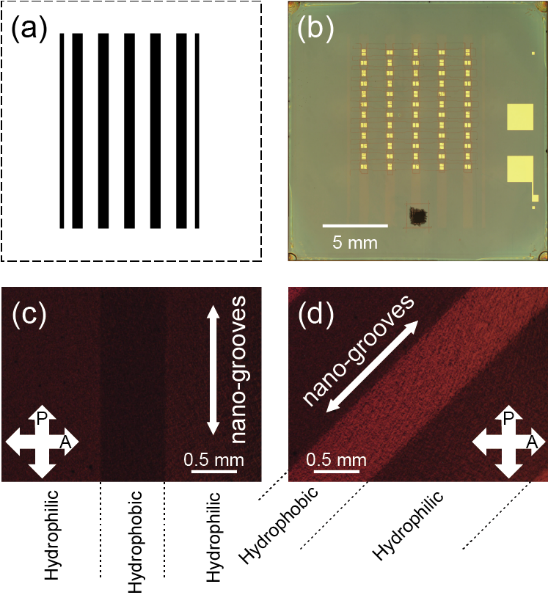 (a)
(b)
5 mm
(c)
nano-grooves
P
A
0.5 mm
(d)
nano-grooves
0.5 mm
P
A
Hydrophilic
Hydrophobic
Hydrophilic
Hydrophobic
Hydrophilic